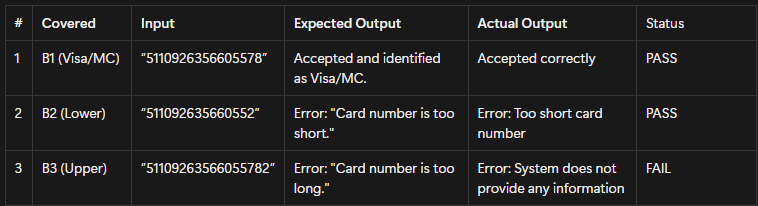 # Covered Input Expected Output Actual Output Status
1 B1 (Visa/MC) “5110926356605578” Accepted and identified as Visa/MC. Accepted correctly PASS
2 B2 (Lower) “511092635660552” Error: "Card number is too short." Error: Too short card number PASS
3 B3 (Upper) “51109263566055782” Error: "Card number is too long." Error: System does not provide any information FAIL